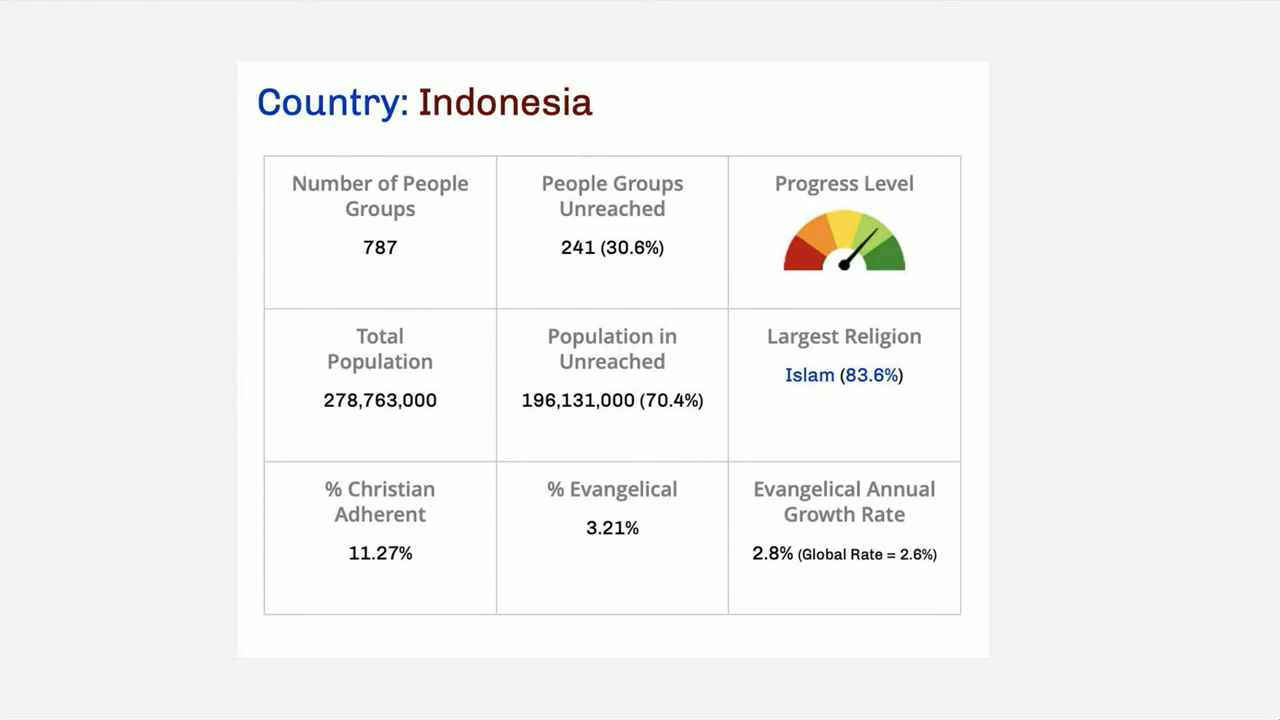 Country: Indonesia
Number of People
Groups
787
People Groups
Unreached
241 (30.6%)
Progress Level
Total
Population
278,763,000
Population in
Unreached
196,131,000 (70.4%)
Largest Religion
Islam (83.6%)
% Christian
Adherent
11.27%
% Evangelical
3.21%
Evangelical Annual
Growth Rate
2.8% (Global Rate = 2.6%)